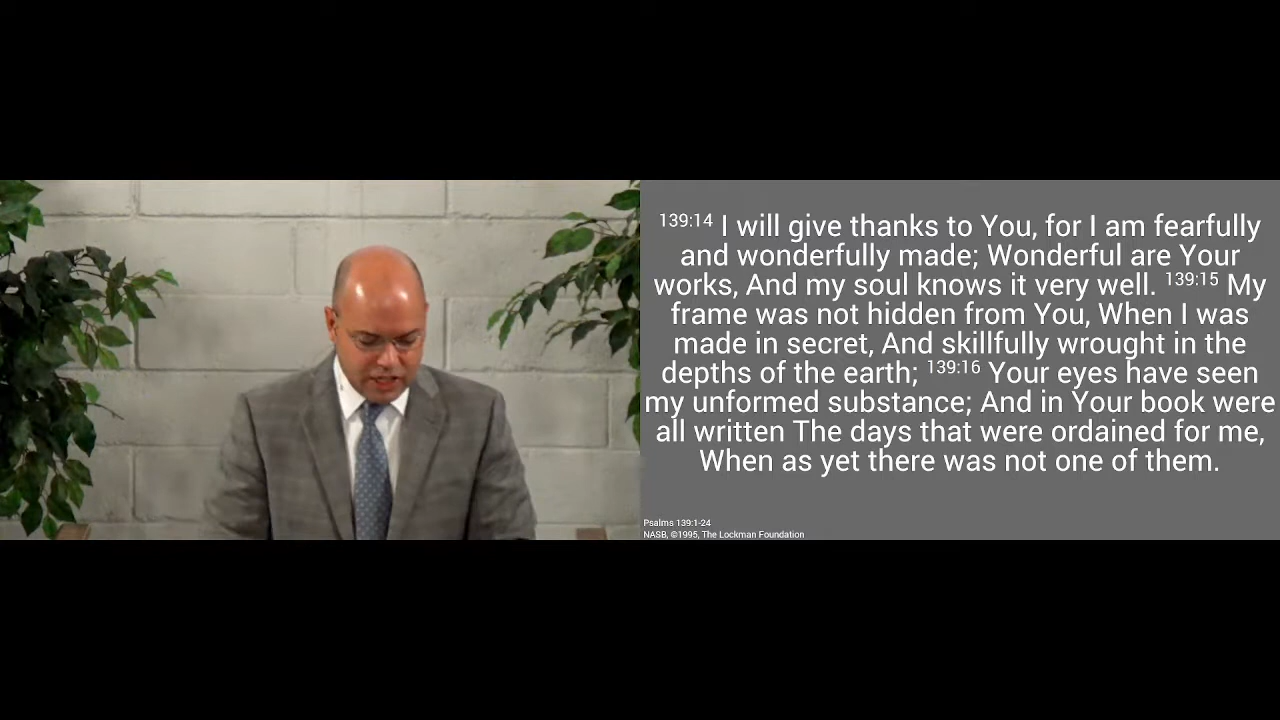 139:14 I will give thanks to You, for I am fearfully
and wonderfully made; Wonderful are Your
works, And my soul knows it very well. 139:15 My
frame was not hidden from You, When I was
made in secret, And skillfully wrought in the
depths of the earth; 139:16 Your eyes have seen
my unformed substance; And in Your book were
all written The days that were ordained for me,
When as yet there was not one of them.
Psalms 139:1-24
NASB, ©1995, The Lockman Foundation